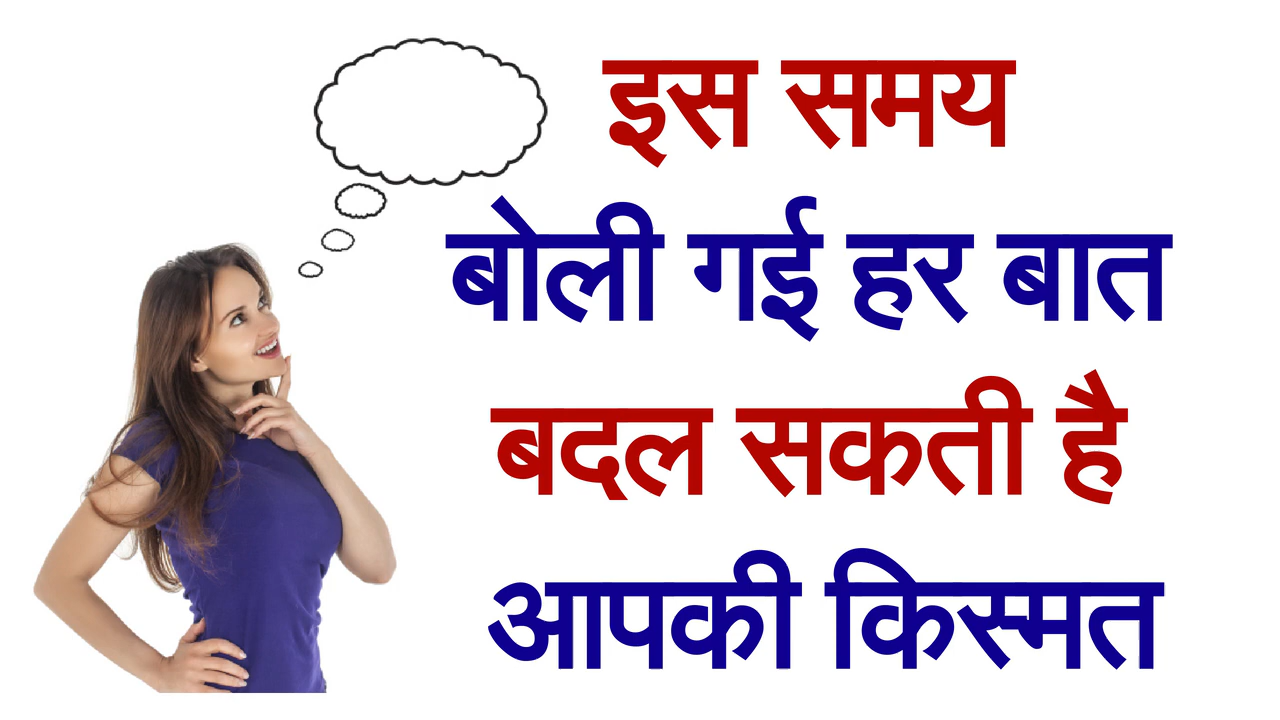 इस समय
बोली गई हर बात
बदल सकती है
आपकी किस्मत